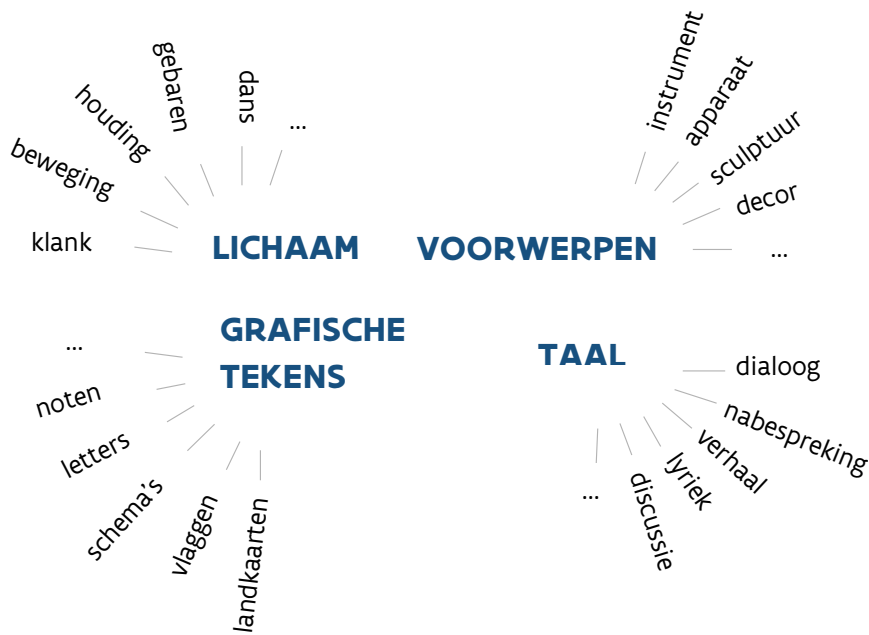 klank
beweging
houding
gebaren
dans
...
LICHAAM
instrument
apparaat
sculptuur
decor
...
VOORWERPEN
GRAFISCHE
TEKENS
...
noten
letters
schema's
vlaggen
landkaarten
TAAL
dialoog
nabespreking
verhaal
lyriek
discussie
...